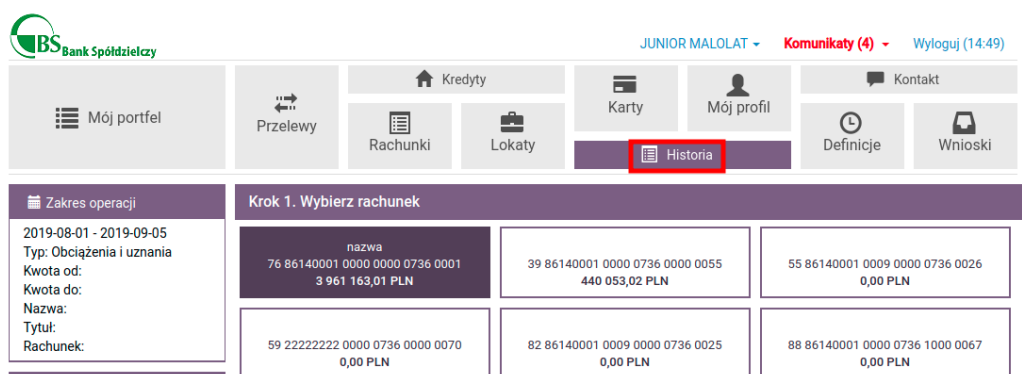 BS Bank Spółdzielczy
JUNIOR MALOLAT
Komunikaty (4)
Wyloguj (14:49)
Mój portfel
Przelewy
Kredyty
Rachunki
Lokaty
Karty
Mój profil
Historia
Kontakt
Definicje
Wnioski
Zakres operacji
2019-08-01 - 2019-09-05
Typ: Obciążenia i uznania
Kwota od:
Kwota do:
Nazwa:
Tytuł:
Rachunek:
Krok 1. Wybierz rachunek
nazwa
76 86140001 0000 0000 0736 0001
3 961 163,01 PLN
39 86140001 0000 0736 0000 0055
440 053,02 PLN
55 86140001 0009 0000 0736 0026
0,00 PLN
59 22222222 0000 0736 0000 0070
0,00 PLN
82 86140001 0009 0000 0736 0025
0,00 PLN
88 86140001 0000 0736 1000 0067
0,00 PLN